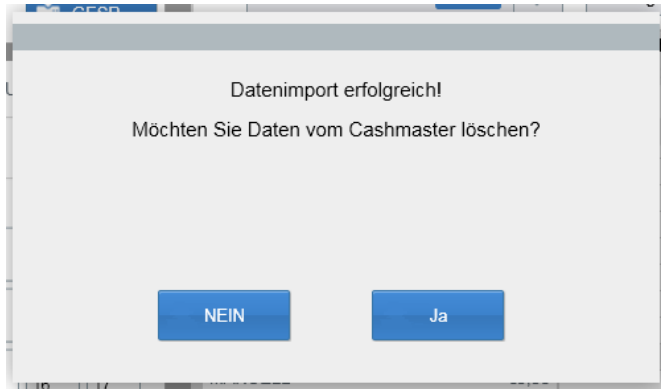 Datenimport erfolgreich!
Möchten Sie Daten vom Cashmaster löschen?
NEIN
Ja